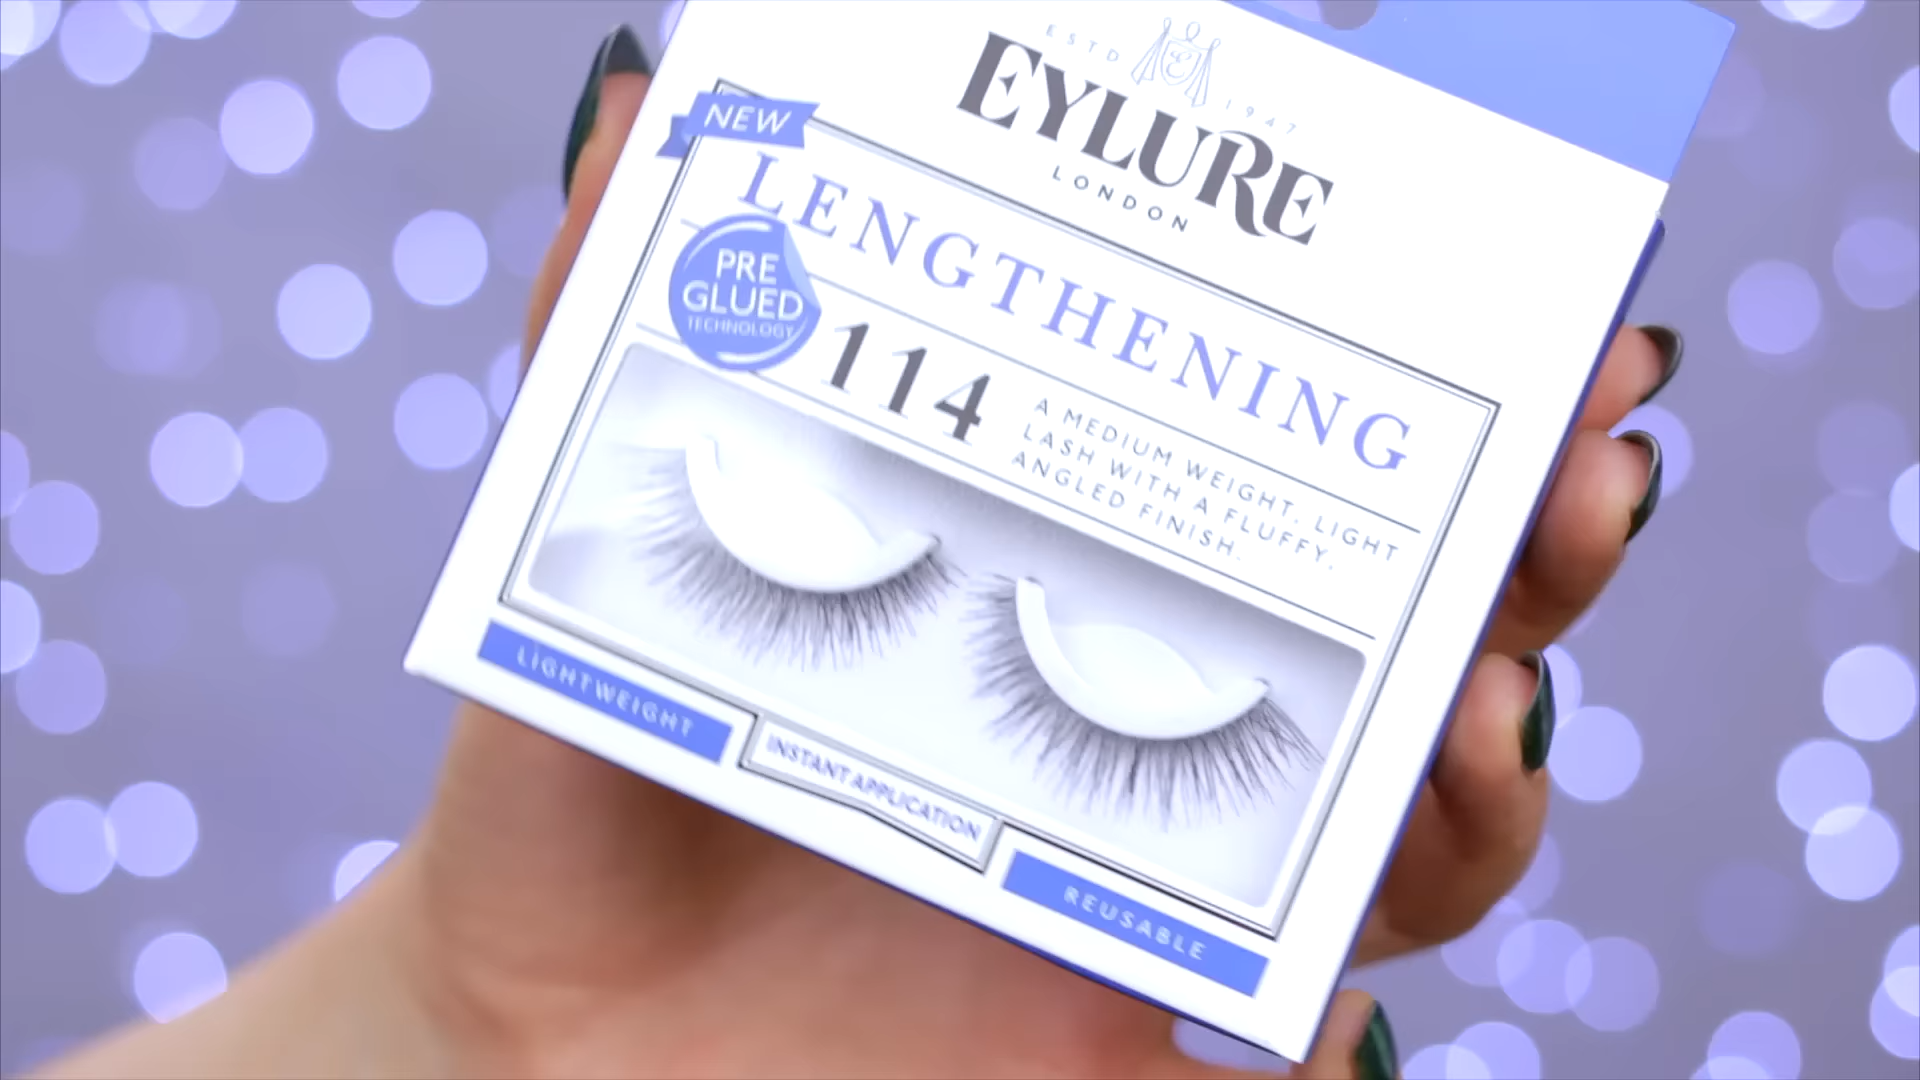 ESTD 1947
EYLURE
LONDON
NEW
LENGTHENING
PRE
GLUED
TECHNOLOGY
114
A MEDIUM WEIGHT, LIGHT
LASH WITH A FLUFFY,
ANGLED FINISH.
LIGHTWEIGHT
INSTANT APPLICATION
REUSABLE